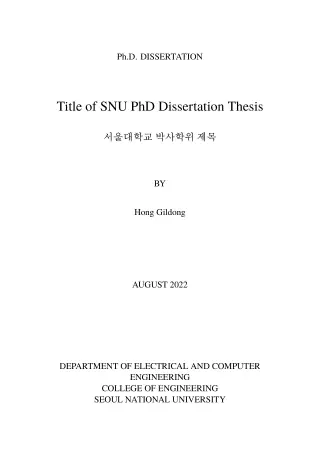 Ph.D. DISSERTATION
Title of SNU PhD Dissertation Thesis
서울대학교 박사학위 제목
BY
Hong Gildong
AUGUST 2022
DEPARTMENT OF ELECTRICAL AND COMPUTER
ENGINEERING
COLLEGE OF ENGINEERING
SEOUL NATIONAL UNIVERSITY